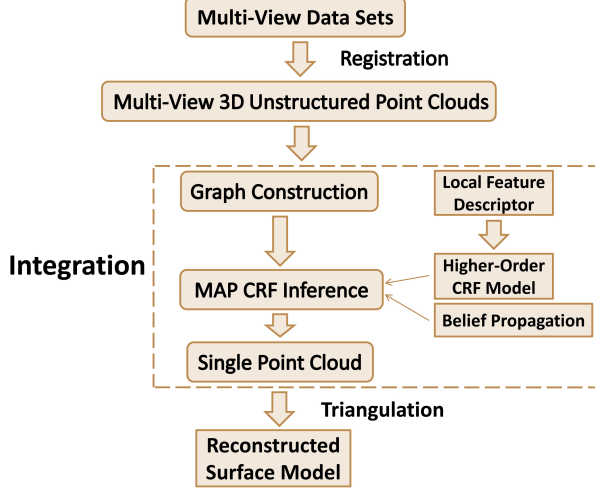 Multi-View Data Sets
Registration
Multi-View 3D Unstructured Point Clouds
Graph Construction
Local Feature
Descriptor
Integration
Higher-Order
CRF Model
MAP CRF Inference
Belief Propagation
Single Point Cloud
Triangulation
Reconstructed
Surface Model